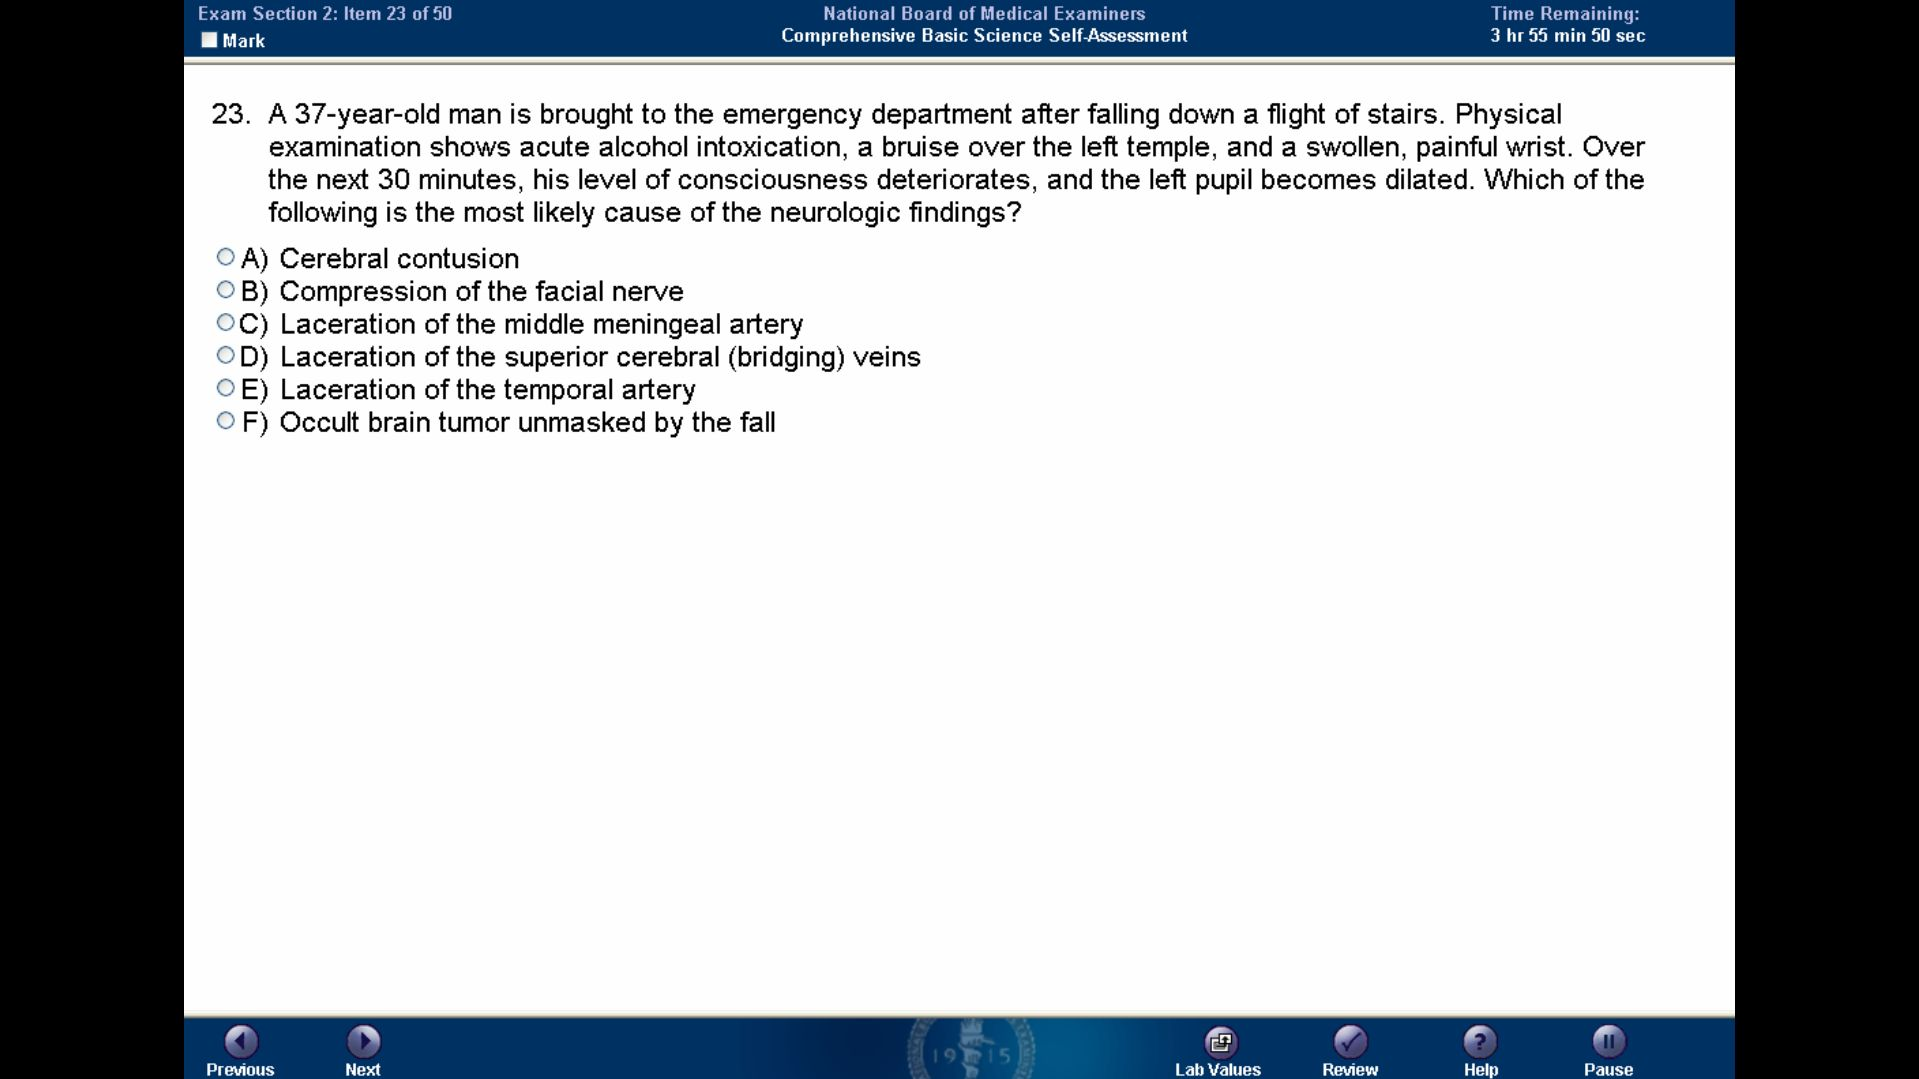 Exam Section 2: Item 23 of 50
National Board of Medical Examiners
Time Remaining:
Mark
Comprehensive Basic Science Self-Assessment
3 hr 55 min 50 sec
23. A 37-year-old man is brought to the emergency department after falling down a flight of stairs. Physical
examination shows acute alcohol intoxication, a bruise over the left temple, and a swollen, painful wrist. Over
the next 30 minutes, his level of consciousness deteriorates, and the left pupil becomes dilated. Which of the
following is the most likely cause of the neurologic findings?
A) Cerebral contusion
B) Compression of the facial nerve
C) Laceration of the middle meningeal artery
D) Laceration of the superior cerebral (bridging) veins
E) Laceration of the temporal artery
F) Occult brain tumor unmasked by the fall
19 15
Previous
Next
Lab Values
Review
Help
Pause